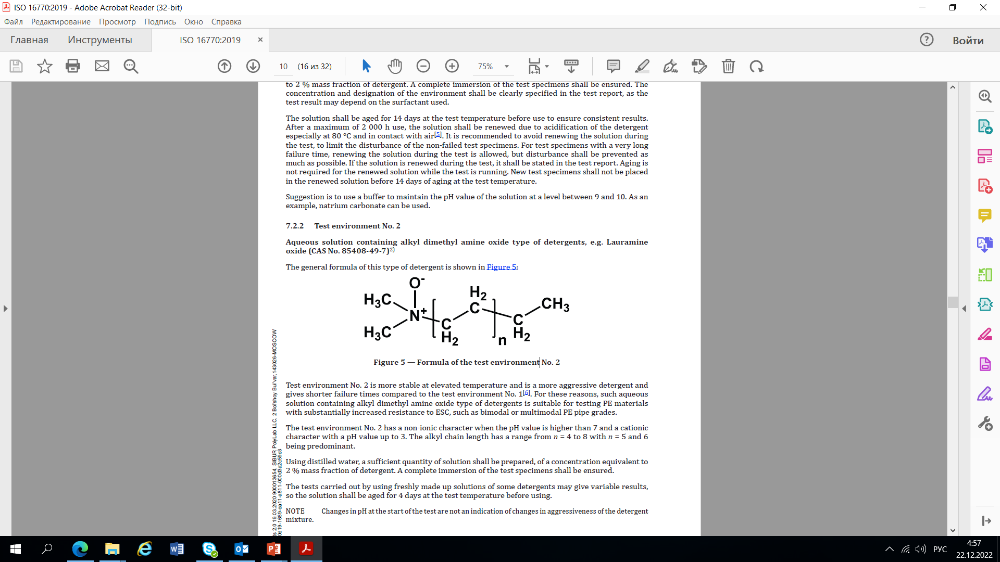 ISO 16770:2019 - Adobe Acrobat Reader (32-bit)
Файл Редактирование Просмотр Подпись Окно Справка
Главная Инструменты ISO 16770:2019 Войти
10 (16 из 32) 75%
to 2 % mass fraction of detergent. A complete immersion of the test specimens shall be ensured. The
concentration and designation of the environment shall be clearly specified in the test report, as the
test result may depend on the surfactant used.
The solution shall be aged for 14 days at the test temperature before use to ensure consistent results.
After a maximum of 2 000 h use, the solution shall be renewed due to acidification of the detergent
especially at 80 °C and in contact with air[5]. It is recommended to avoid renewing the solution during
the test, to limit the disturbance of the non-failed test specimens. For test specimens with a very long
failure time, renewing the solution during the test is allowed, but disturbance shall be prevented as
much as possible. If the solution is renewed during the test, it shall be stated in the test report. Aging is
not required for the renewed solution while the test is running. New test specimens shall not be placed
in the renewed solution before 14 days of aging at the test temperature.
Suggestion is to use a buffer to maintain the pH value of the solution at a level between 9 and 10. As an
example, natrium carbonate can be used.
7.2.2 Test environment No. 2
Aqueous solution containing alkyl dimethyl amine oxide type of detergents, e.g. Lauramine
oxide (CAS No. 85408-49-7)2)
The general formula of this type of detergent is shown in Figure 5:
O-
H3C
N+
H3C
C
H2
H2
C
n
C
H2
CH3
Figure 5 — Formula of the test environment No. 2
Test environment No. 2 is more stable at elevated temperature and is a more aggressive detergent and
gives shorter failure times compared to the test environment No. 1[6]. For these reasons, such aqueous
solution containing alkyl dimethyl amine oxide type of detergents is suitable for testing PE materials
with substantially increased resistance to ESC, such as bimodal or multimodal PE pipe grades.
The test environment No. 2 has a non-ionic character when the pH value is higher than 7 and a cationic
character with a pH value up to 3. The alkyl chain length has a range from n = 4 to 8 with n = 5 and 6
being predominant.
Using distilled water, a sufficient quantity of solution shall be prepared, of a concentration equivalent to
2 % mass fraction of detergent. A complete immersion of the test specimens shall be ensured.
The tests carried out by using freshly made up solutions of some detergents may give variable results,
so the solution shall be aged for 4 days at the test temperature before using.
NOTE Changes in pH at the start of the test are not an indication of changes in aggressiveness of the detergent
mixture.
ts 2.0 19.03.2020 900013654, SIBUR PolyLab LLC, 2 Bol'shoy Bul'var,143026-MOSCOW
0d19-1669-ea11-a811-000d3a2c59e3
РУС
4:57
22.12.2022